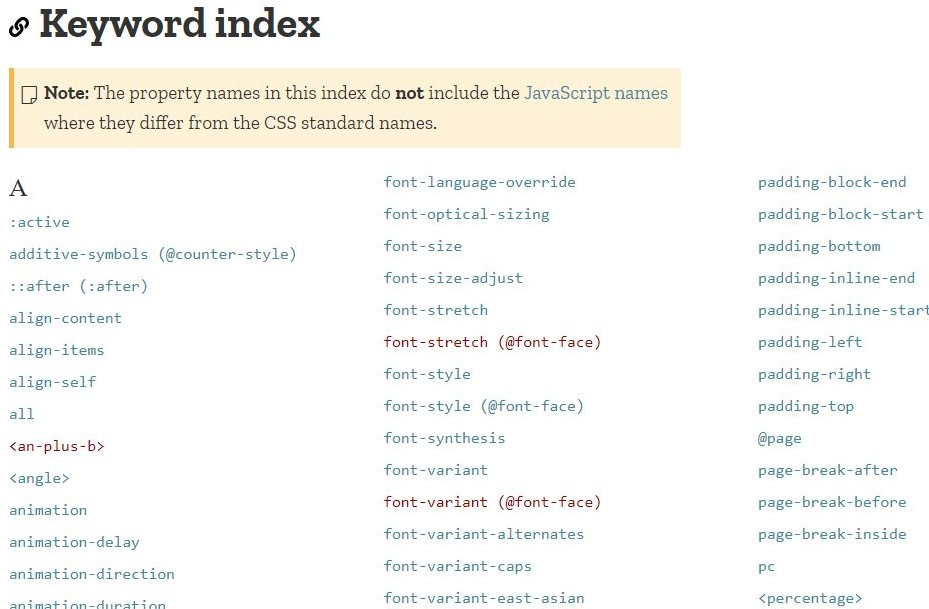 Keyword index
Note: The property names in this index do not include the JavaScript names
where they differ from the CSS standard names.
A
:active
additive-symbols (@counter-style)
::after (:after)
align-content
align-items
align-self
all
<an-plus-b>
<angle>
animation
animation-delay
animation-direction
animation-duration
font-language-override
font-optical-sizing
font-size
font-size-adjust
font-stretch
font-stretch (@font-face)
font-style
font-style (@font-face)
font-synthesis
font-variant
font-variant (@font-face)
font-variant-alternates
font-variant-caps
font-variant-east-asian
padding-block-end
padding-block-start
padding-bottom
padding-inline-end
padding-inline-start
padding-left
padding-right
padding-top
@page
page-break-after
page-break-before
page-break-inside
pc
<percentage>